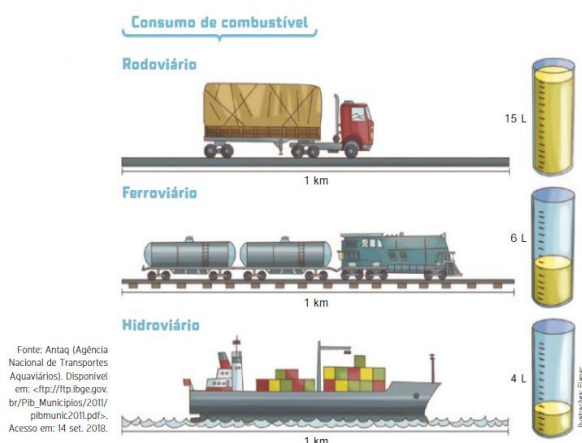 Consumo de combustível
Rodoviário
15 L
1 km
Ferroviário
6 L
1 km
Hidroviário
4 L
1 km
Fonte: Antaq (Agência
Nacional de Transportes
Aquaviários). Disponível
em: <ftp://ftp.ibge.gov.
br/Pib_Municipios/2011/
pibmunic2011.pdf>.
Acesso em: 14 set. 2018.